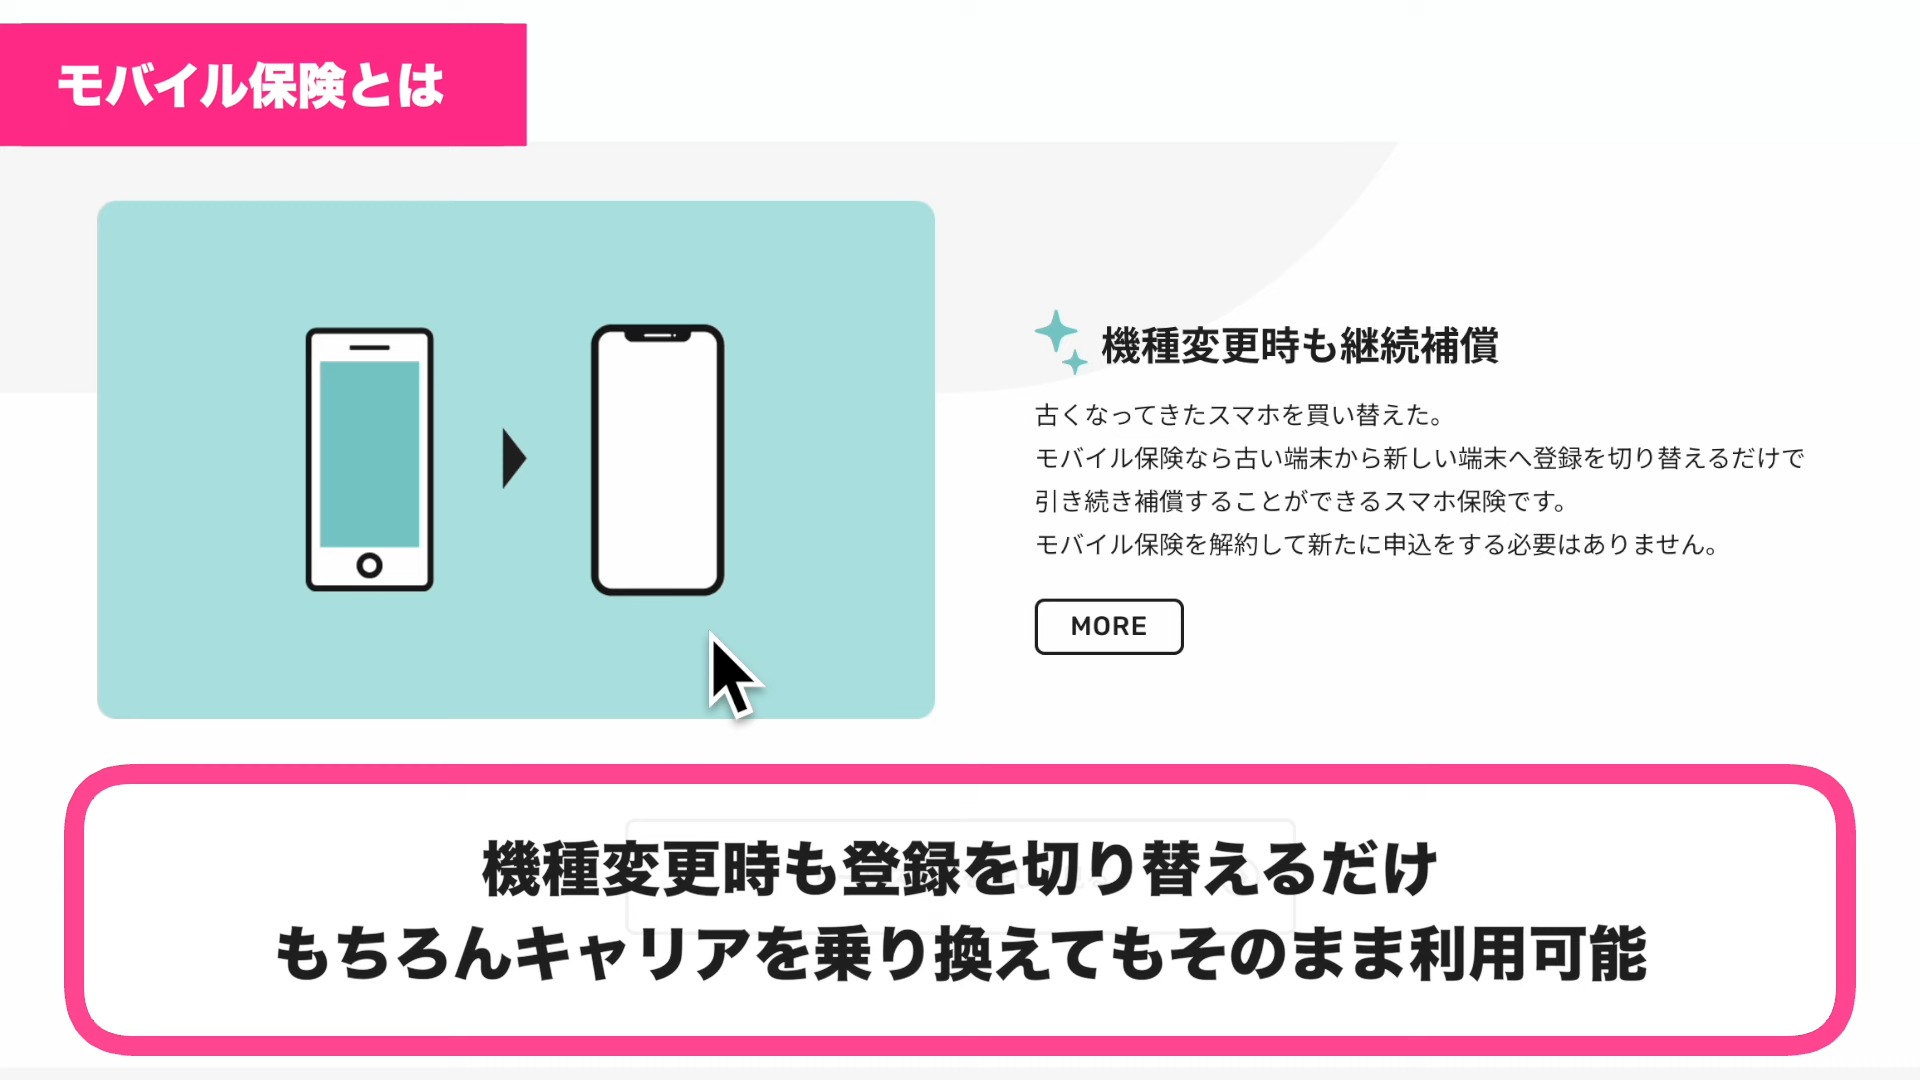 モバイル保険とは
機種変更時も継続補償
古くなってきたスマホを買い替えた。
モバイル保険なら古い端末から新しい端末へ登録を切り替えるだけで
引き続き補償することができるスマホ保険です。
モバイル保険を解約して新たに申込をする必要はありません。
MORE
機種変更時も登録を切り替えるだけ
もちろんキャリアを乗り換えてもそのまま利用可能